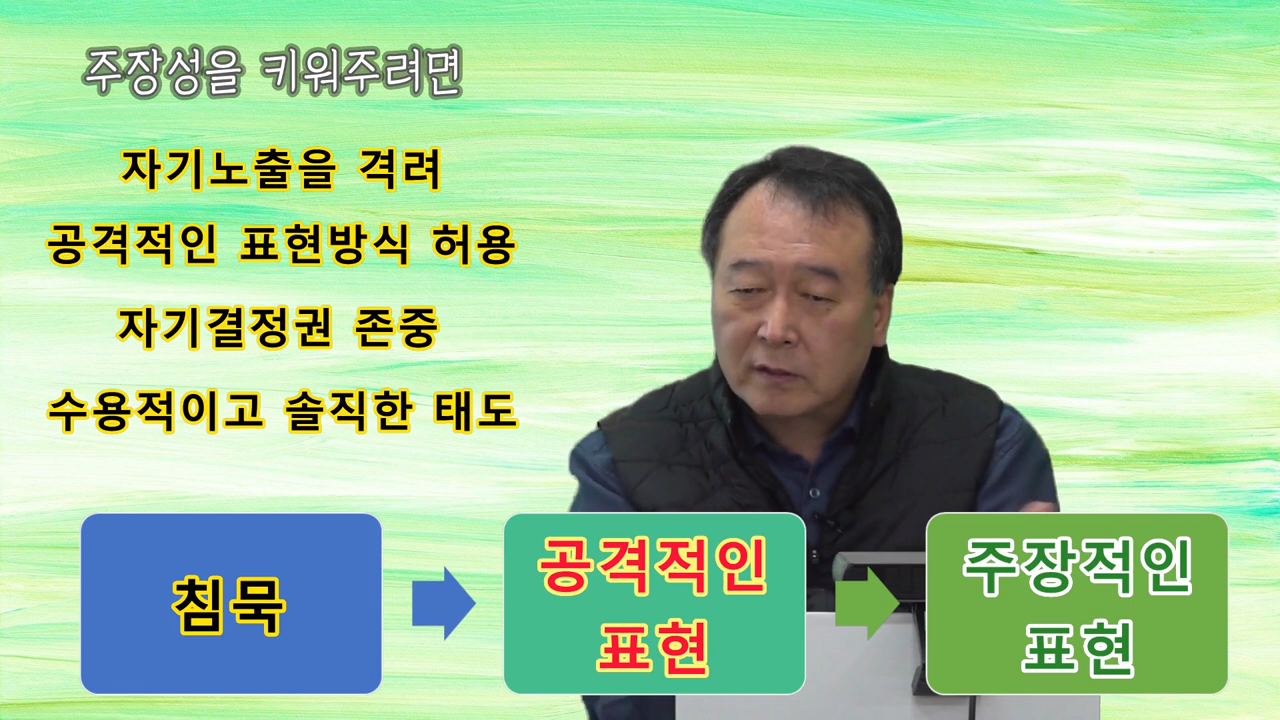 주장성을 키워주려면
자기노출을 격려
공격적인 표현방식 허용
자기결정권 존중
수용적이고 솔직한 태도
침묵
공격적인
표현
주장적인
표현